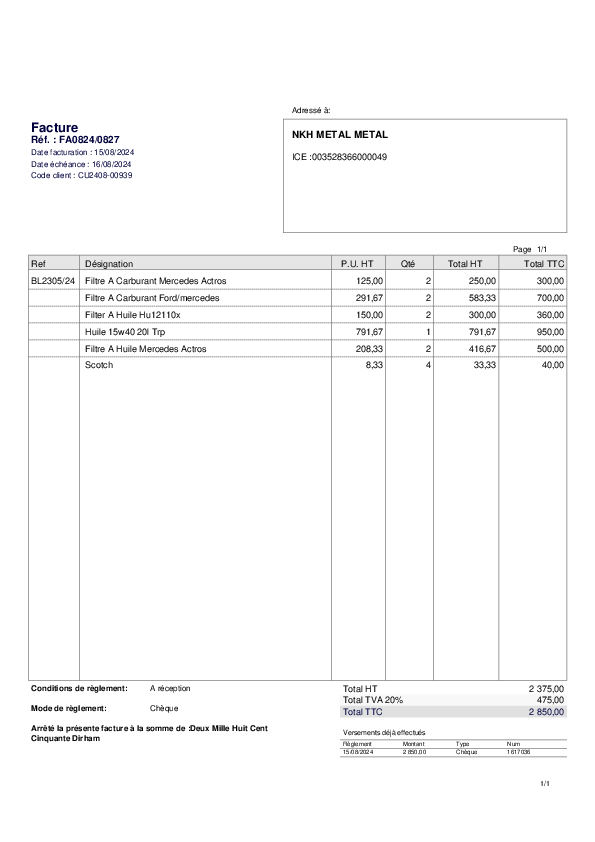 Adressé à:
Facture
Réf. : FA0824/0827
Date facturation : 15/08/2024
Date échéance : 16/08/2024
Code client : CU2408-00939
NKH METAL METAL
ICE :003528366000049
Page 1/1
Ref Désignation P.U. HT Qté Total HT Total TTC
BL2305/24 Filtre A Carburant Mercedes Actros 125,00 2 250,00 300,00
Filtre A Carburant Ford/mercedes 291,67 2 583,33 700,00
Filter A Huile Hu12110x 150,00 2 300,00 360,00
Huile 15w40 20l Trp 791,67 1 791,67 950,00
Filtre A Huile Mercedes Actros 208,33 2 416,67 500,00
Scotch 8,33 4 33,33 40,00
Conditions de règlement: A réception
Mode de règlement: Chèque
Arrêté la présente facture à la somme de :Deux Mille Huit Cent
Cinquante Dirham
Total HT 2 375,00
Total TVA 20% 475,00
Total TTC 2 850,00
Versements déjà effectués
Règlement Montant Type Num
15/08/2024 2 850,00 Chèque 1617036
1/1